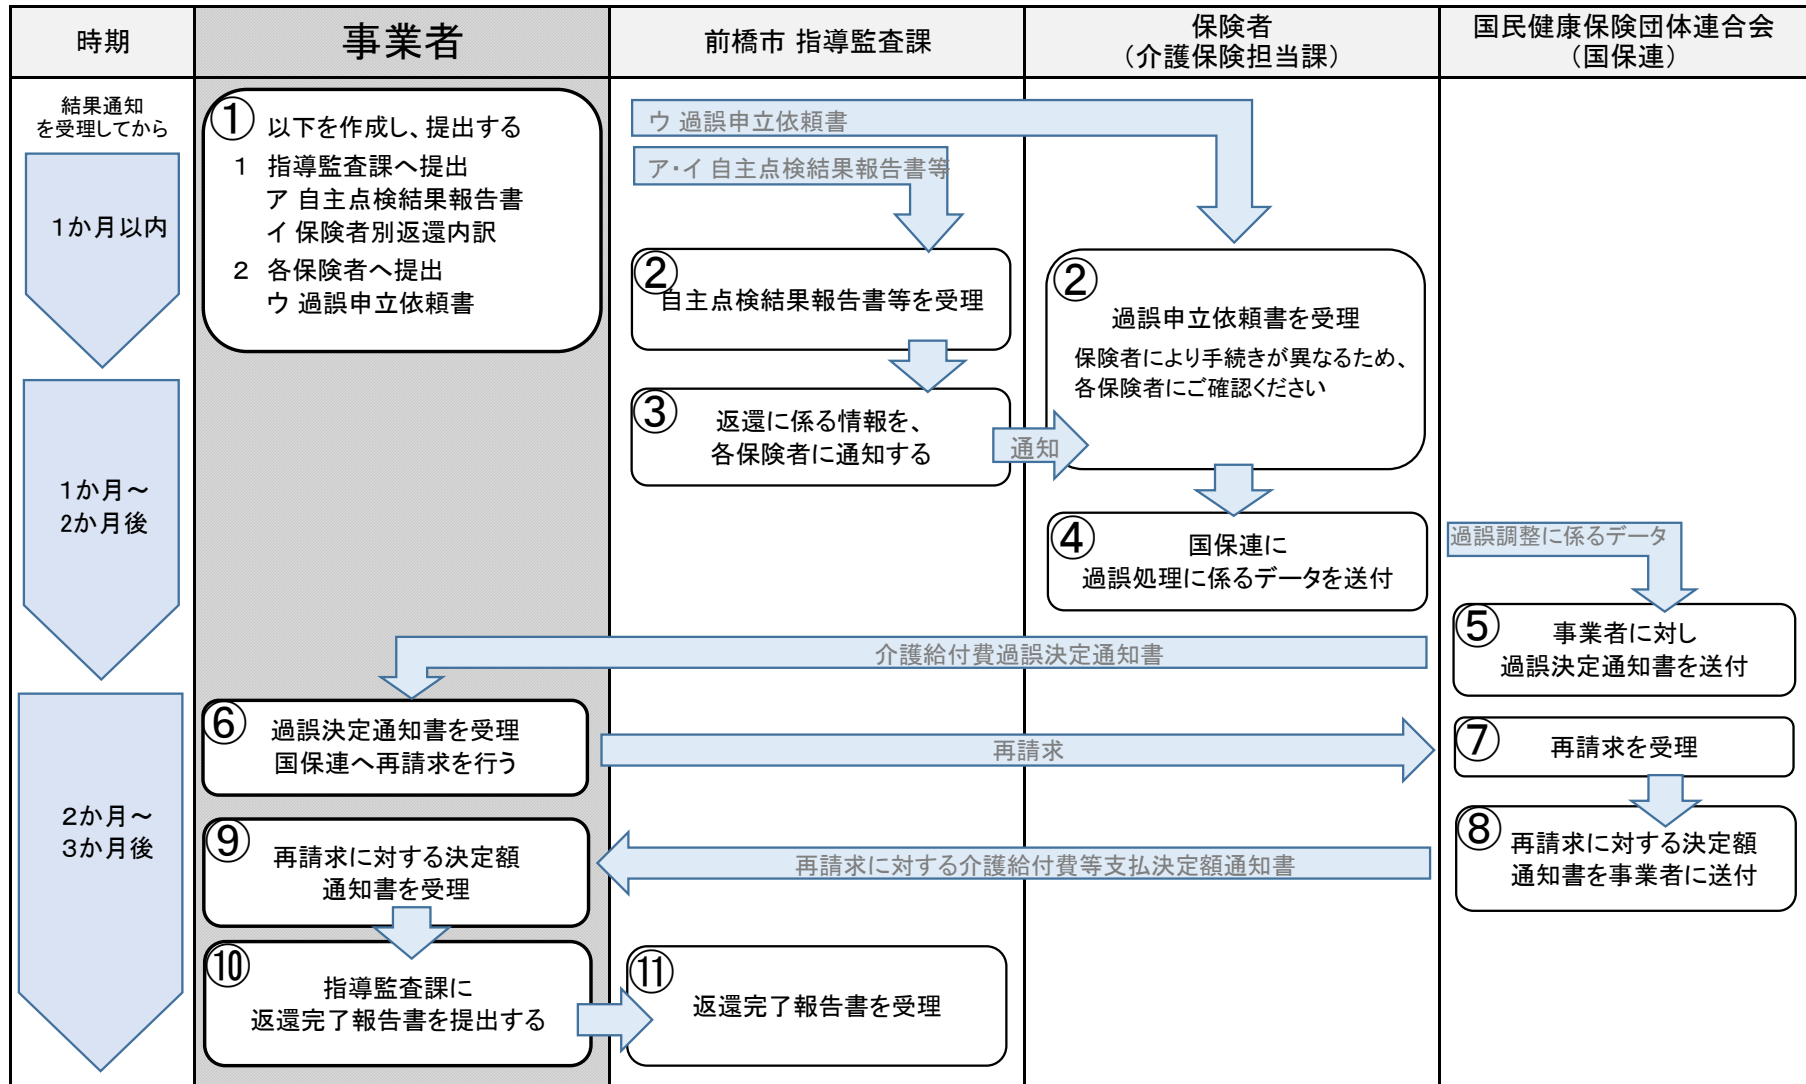 時期
事業者
前橋市 指導監査課
保険者
（介護保険担当課）
国民健康保険団体連合会
（国保連）
結果通知
を受理してから
1か月以内
①
以下を作成し、提出する
1 指導監査課へ提出
ア 自主点検結果報告書
イ 保険者別返還内訳
2 各保険者へ提出
ウ 過誤申立依頼書
ウ 過誤申立依頼書
ア・イ 自主点検結果報告書等
②
自主点検結果報告書等を受理
②
過誤申立依頼書を受理
保険者により手続きが異なるため、
各保険者にご確認ください
③
返還に係る情報を、
各保険者に通知する
通知
1か月～
2か月後
④
国保連に
過誤処理に係るデータを送付
過誤調整に係るデータ
⑤
事業者に対し
過誤決定通知書を送付
介護給付費過誤決定通知書
⑥
過誤決定通知書を受理
国保連へ再請求を行う
再請求
⑦
再請求を受理
2か月～
3か月後
⑧
再請求に対する決定額
通知書を事業者に送付
再請求に対する介護給付費等支払決定額通知書
⑨
再請求に対する決定額
通知書を受理
⑩
指導監査課に
返還完了報告書を提出する
⑪
返還完了報告書を受理